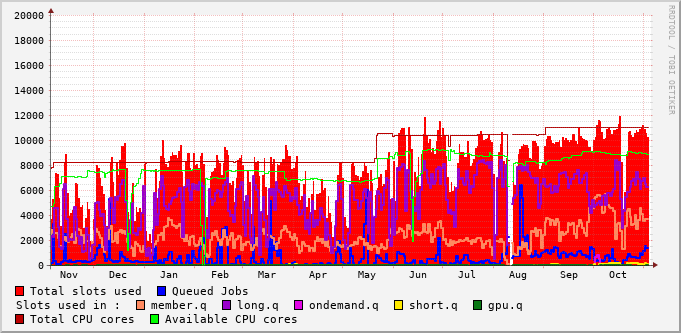 20000
18000
16000
14000
12000
10000
8000
6000
4000
2000
0
Nov Dec Jan Feb Mar Apr May Jun Jul Aug Sep Oct
RRDTOOL / TOBI OETIKER
Total slots used Queued Jobs
Slots used in : member.q long.q ondemand.q short.q gpu.q
Total CPU cores Available CPU cores